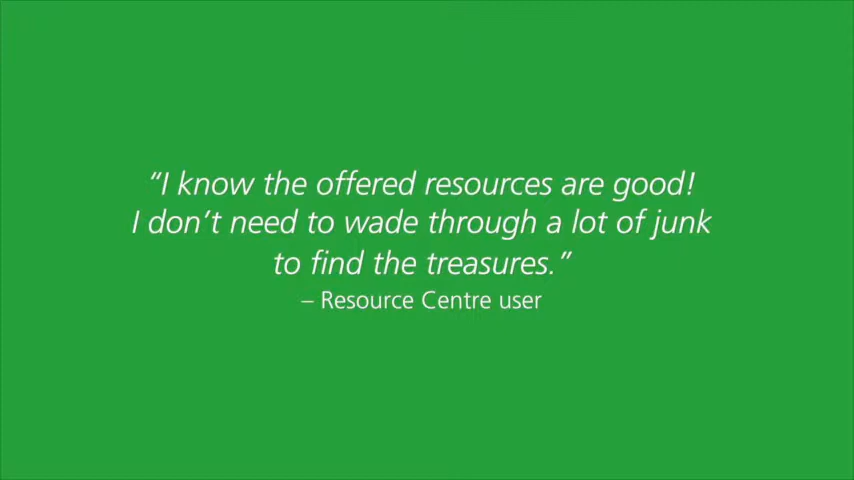 “I know the offered resources are good!
I don’t need to wade through a lot of junk
to find the treasures.”
– Resource Centre user